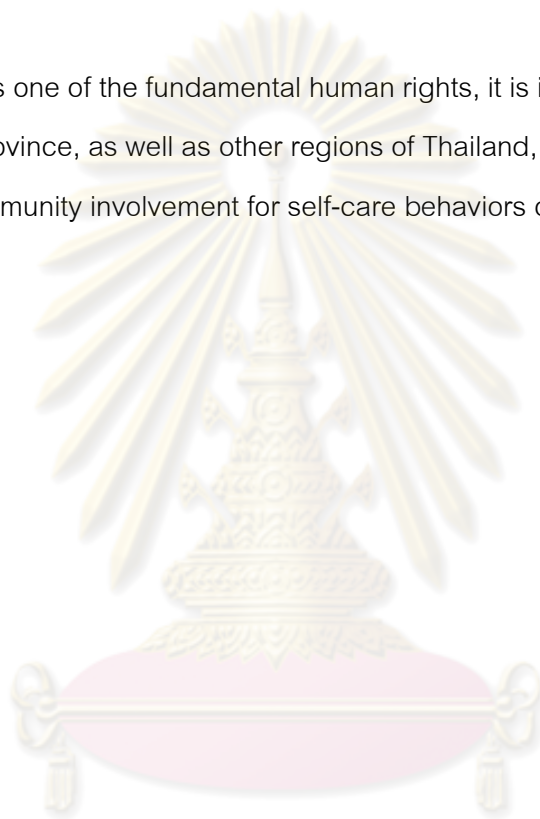 s one of the fundamental human rights, it is i
ovince, as well as other regions of Thailand,
munity involvement for self-care behaviors